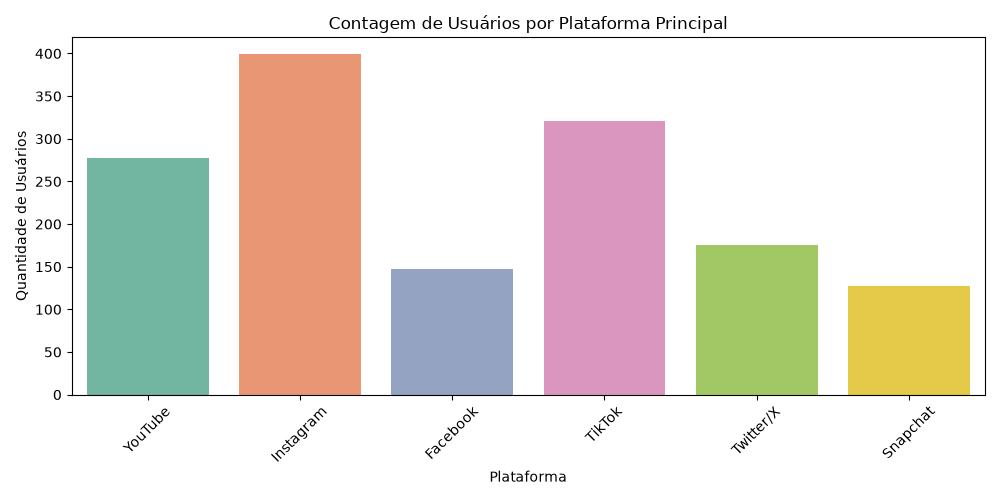 Contagem de Usuários por Plataforma Principal
Quantidade de Usuários
400
350
300
250
200
150
100
50
0
YouTube
Instagram
Facebook
TikTok
Twitter/X
Snapchat
Plataforma